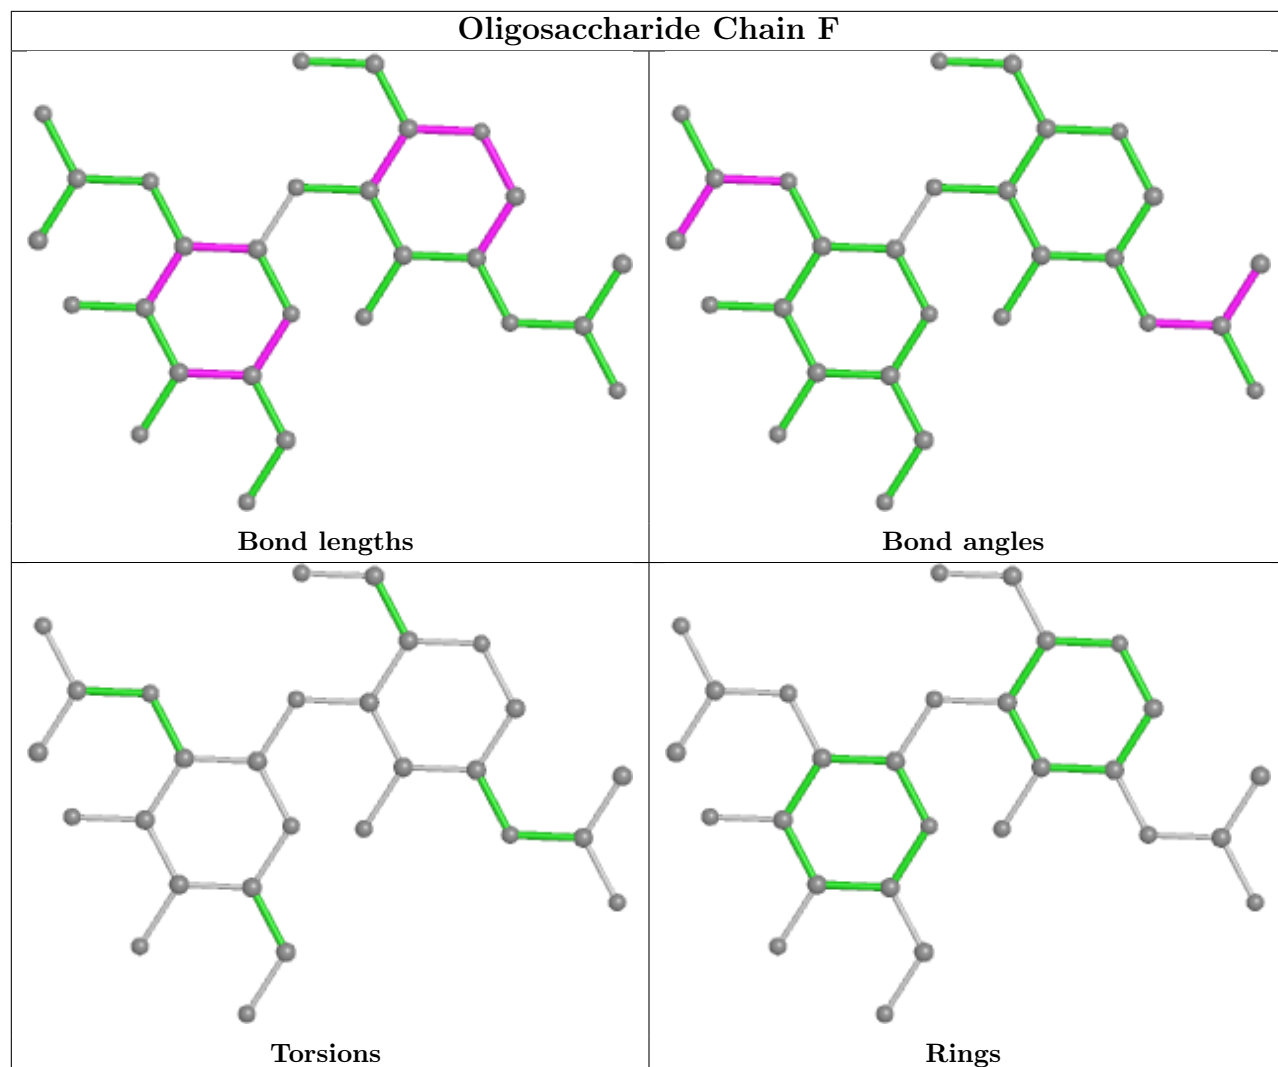 Oligosaccharide Chain F
Bond lengths
Bond angles
Torsions
Rings